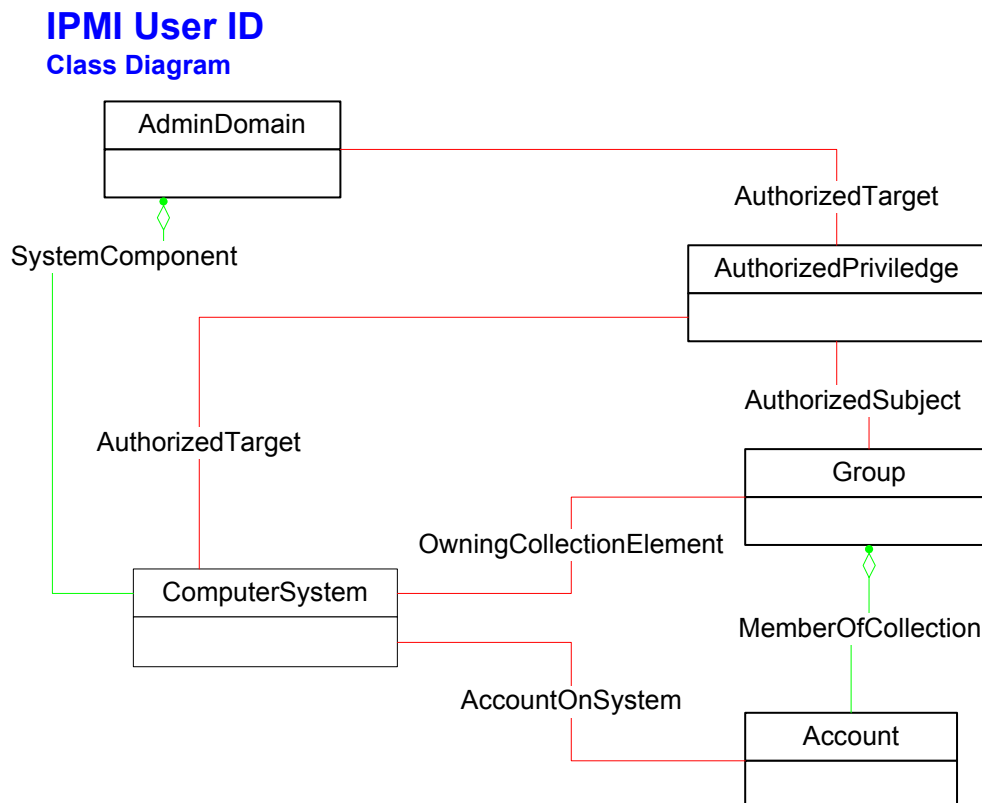 IPMI User ID
Class Diagram
AdminDomain
AuthorizedTarget
SystemComponent
AuthorizedPriviledge
AuthorizedSubject
AuthorizedTarget
Group
OwningCollectionElement
ComputerSystem
MemberOfCollection
AccountOnSystem
Account